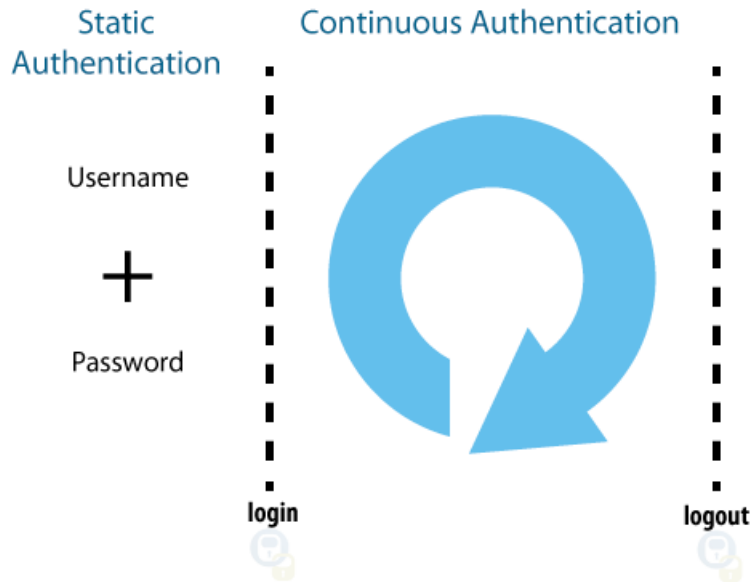 Static
Authentication
Continuous Authentication
Username
+
Password
login
logout